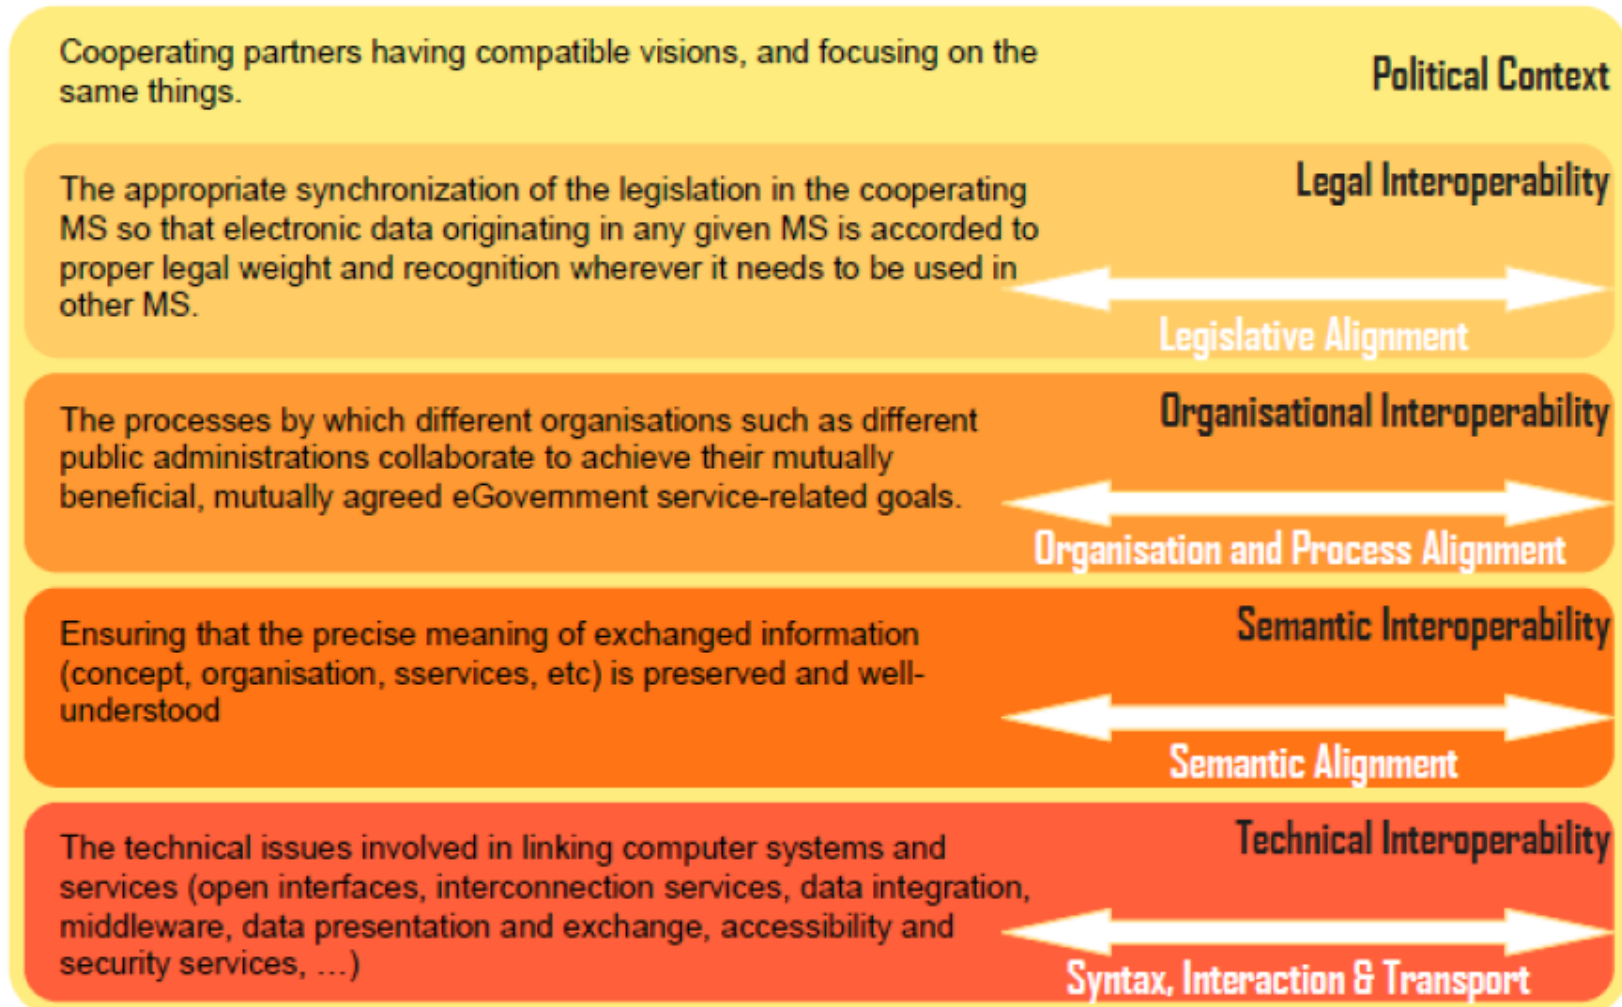 Cooperating partners having compatible visions, and focusing on the
same things.
Political Context
The appropriate synchronization of the legislation in the cooperating
MS so that electronic data originating in any given MS is accorded to
proper legal weight and recognition wherever it needs to be used in
other MS.
Legal Interoperability
Legislative Alignment
The processes by which different organisations such as different
public administrations collaborate to achieve their mutually
beneficial, mutually agreed eGovernment service-related goals.
Organisational Interoperability
Organisation and Process Alignment
Ensuring that the precise meaning of exchanged information
(concept, organisation, sservices, etc) is preserved and well-
understood
Semantic Interoperability
Semantic Alignment
The technical issues involved in linking computer systems and
services (open interfaces, interconnection services, data integration,
middleware, data presentation and exchange, accessibility and
security services, ...)
Technical Interoperability
Syntax, Interaction & Transport